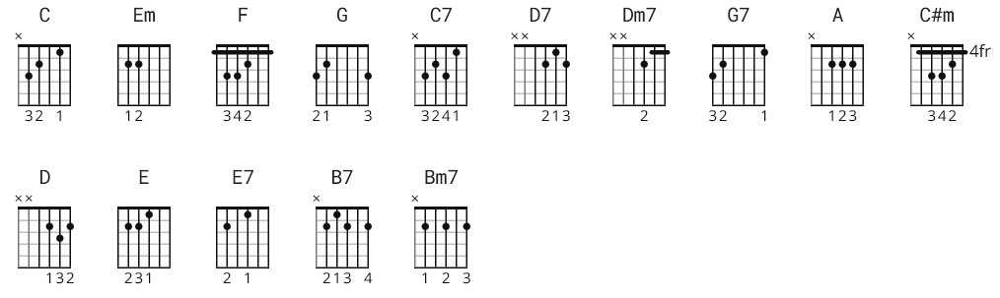 C Em F G C7 D7 Dm7 G7 A C#m
× × ×× ×× × ×
4fr
32 1 12 342 21 3 3241 213 2 32 1 123 342
D E E7 B7 Bm7
×× × ×
132 231 2 1 213 4 1 2 3